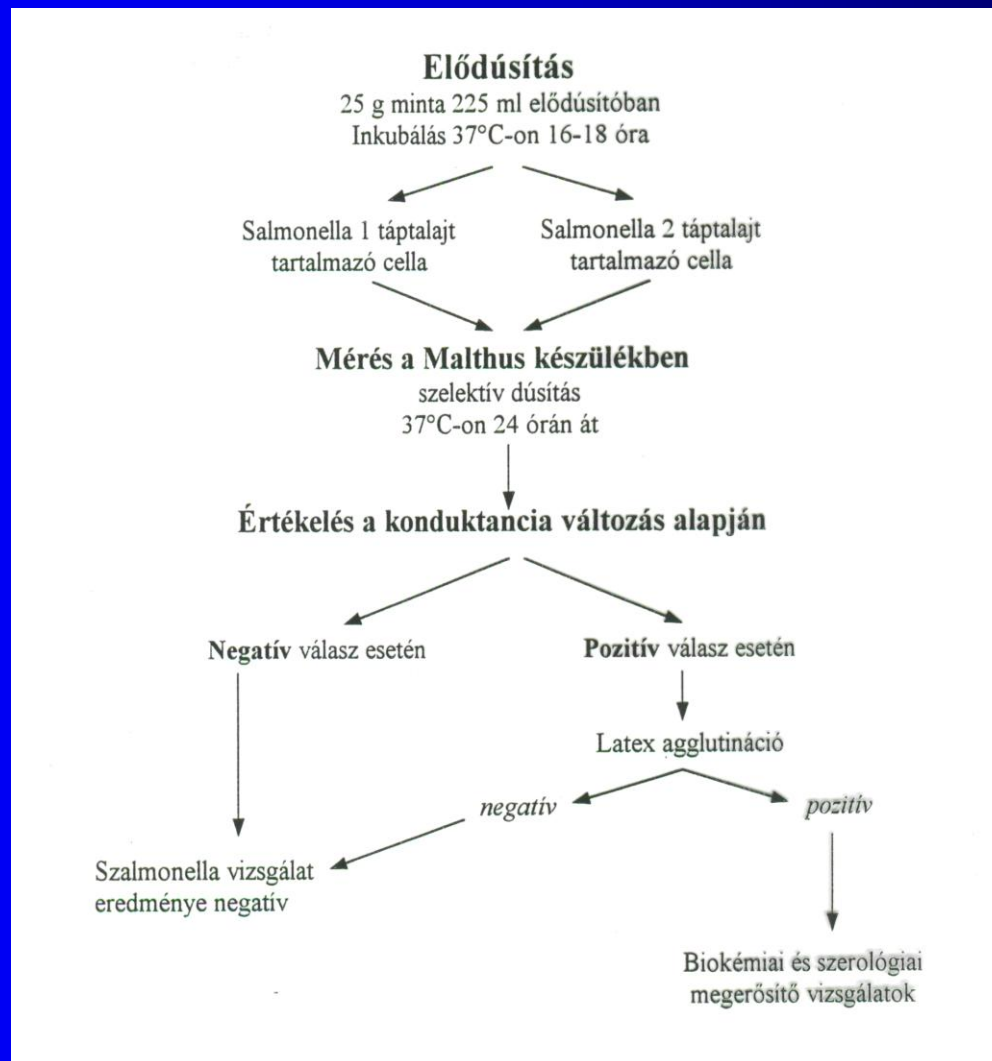 Elődúsítás
25 g minta 225 ml elődúsítóban
Inkubálás 37°C-on 16-18 óra
Salmonella 1 táptalajt
tartalmazó cella
Salmonella 2 táptalajt
tartalmazó cella
Mérés a Malthus készülékben
szelektív dúsítás
37°C-on 24 órán át
Értékelés a konduktancia változás alapján
Negatív válasz esetén
Pozitív válasz esetén
Latex agglutináció
negatív
pozitív
Szalmonella vizsgálat
eredménye negatív
Biokémiai és szerológiai
megerősítő vizsgálatok